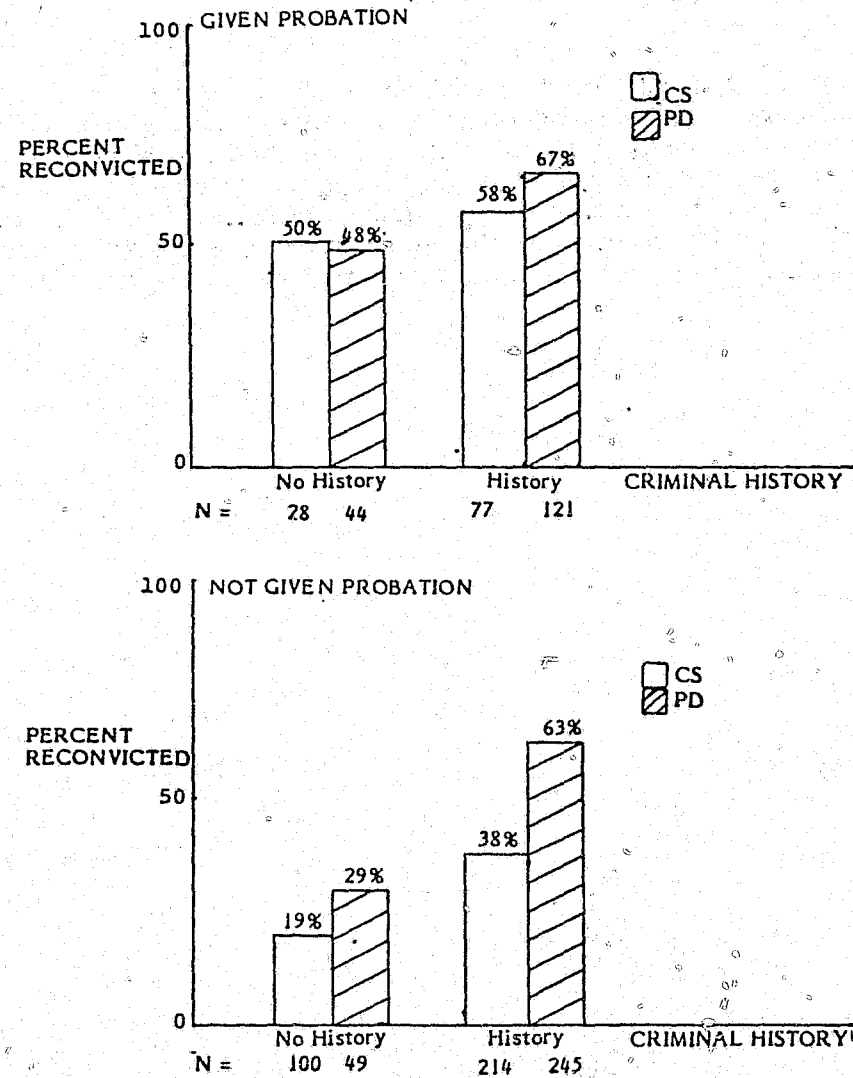 100 GIVEN PROBATION
CS
PD
PERCENT
RECONVICTED
67%
58%
50% 48%
50
0
No History History CRIMINAL HISTORY
N = 28 44 77 121
100 NOT GIVEN PROBATION
CS
PD
PERCENT
RECONVICTED
63%
50
38%
29%
19%
0
No History History CRIMINAL HISTORY
N = 100 49 214 245